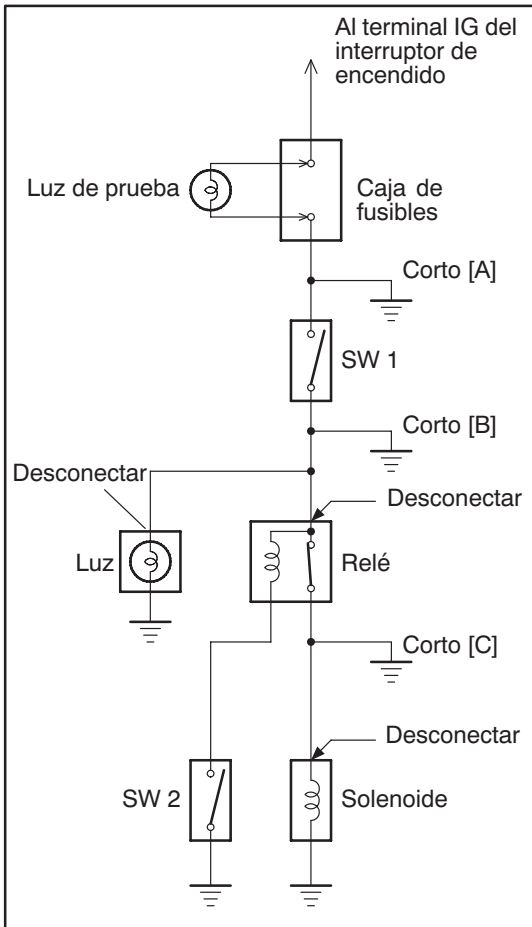 Al terminal IG del
interruptor de
encendido
Luz de prueba
Caja de
fusibles
Corto [A]
SW 1
Corto [B]
Desconectar
Desconectar
Luz
Relé
Corto [C]
Desconectar
SW 2
Solenoide